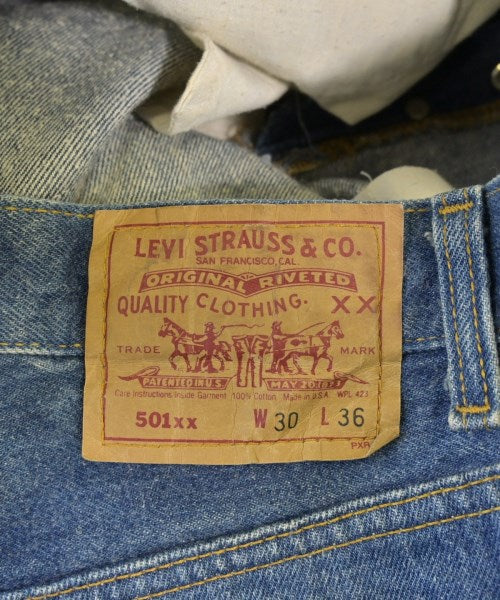 LEVI STRAUSS & CO.
SAN FRANCISCO, CAL
ORIGINAL RIVETED
QUALITY CLOTHING. XX
TRADE MARK
PATENTED IN U.S. MAY 20 1873
Care Instructions Inside Garment 100% Cotton Made in U.S.A. WPL 423
501xx W 30 L 36